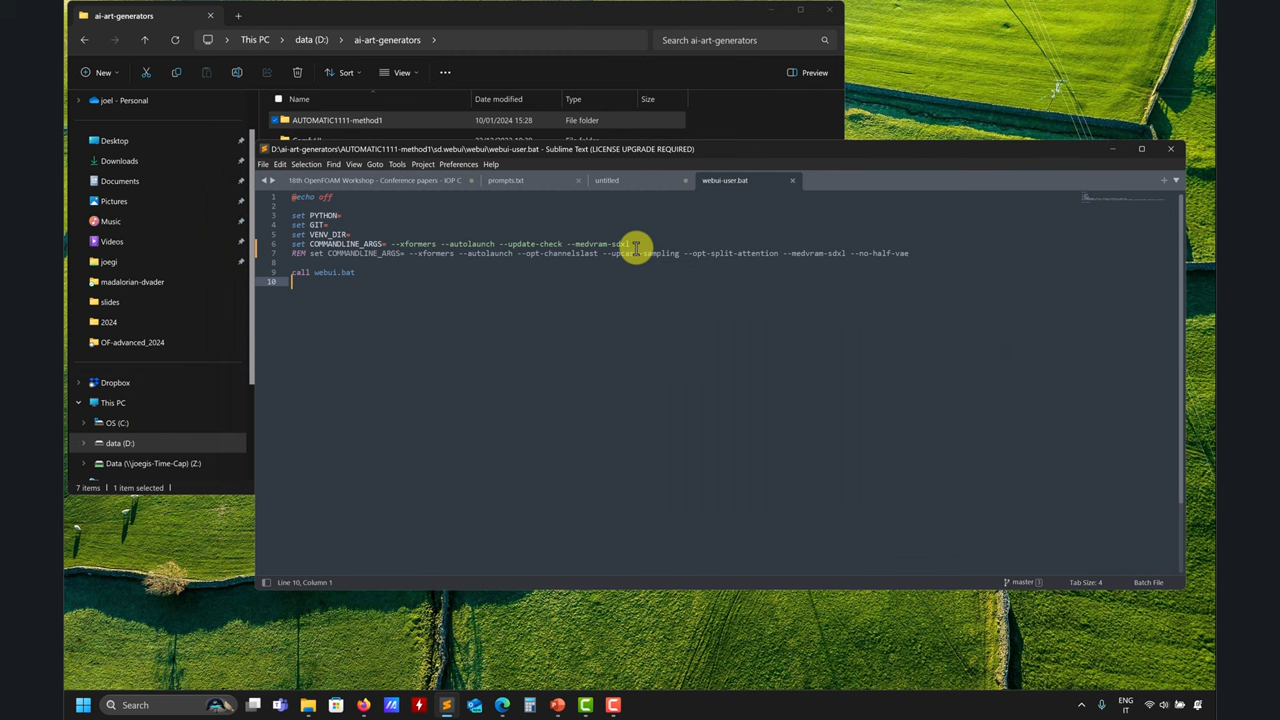 ai-art-generators
This PC
data (D:)
ai-art-generators
Search ai-art-generators
New
Sort
View
Preview
joel - Personal
Desktop
Downloads
Documents
Pictures
Music
Videos
joegi
madalorian-dvader
slides
2024
OF-advanced_2024
Dropbox
This PC
OS (C:)
data (D:)
Data (\\joegis-Time-Cap) (Z:)
7 items
1 item selected
Name
Date modified
Type
Size
AUTOMATIC1111-method1
10/01/2024 15:28
File folder
D:\ai-art-generators\AUTOMATIC1111-method1\sd.webui\webui\webui-user.bat - Sublime Text (LICENSE UPGRADE REQUIRED)
File Edit Selection Find View Goto Tools Project Preferences Help
18th OpenFOAM Workshop - Conference papers - IOP C
prompts.txt
untitled
webui-user.bat
1 @echo off
2
3 set PYTHON=
4 set GIT=
5 set VENV_DIR=
6 set COMMANDLINE_ARGS= --xformers --autolaunch --update-check --medvram-sdxl
7 REM set COMMANDLINE_ARGS= --xformers --autolaunch --opt-channelslast --upcast-sampling --opt-split-attention --medvram-sdxl --no-half-vae
8
9 call webui.bat
10
Line 10, Column 1
master 3
Tab Size: 4
Batch File
Search
ENG
IT